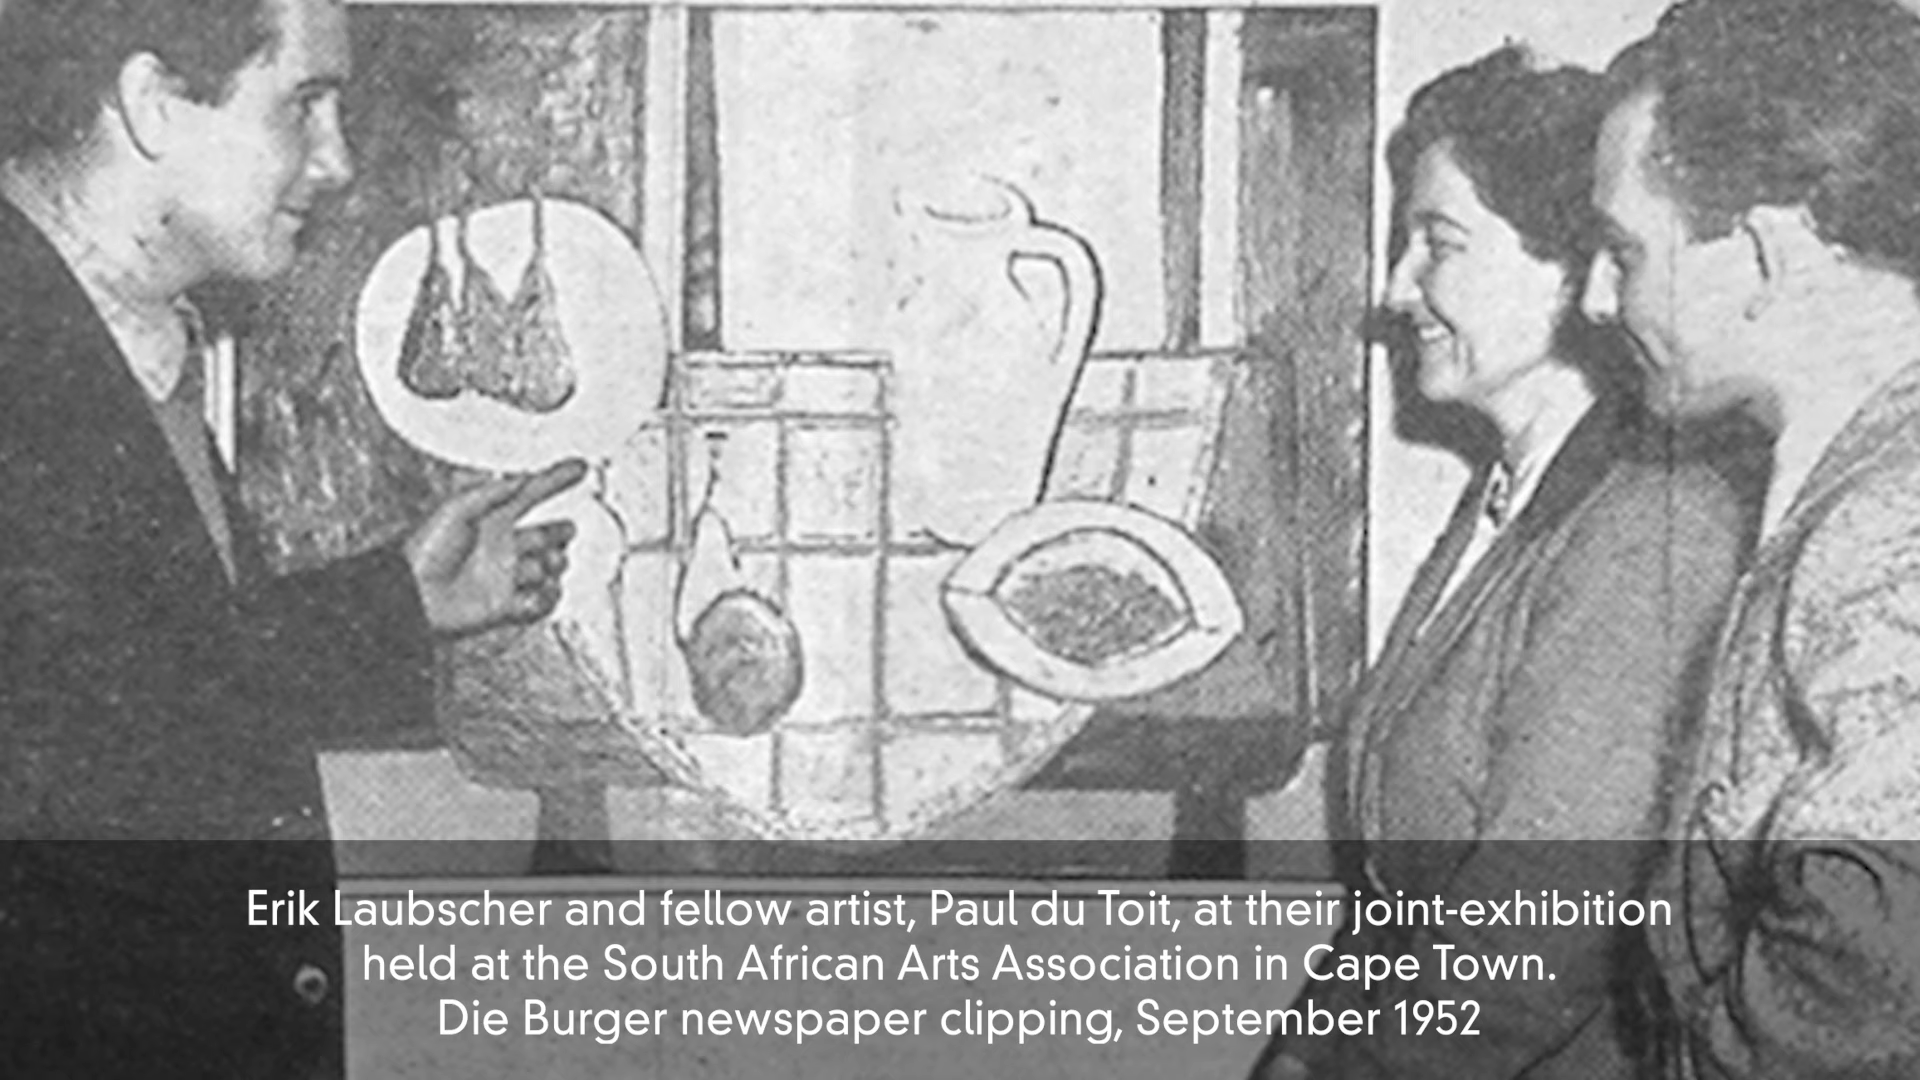 Erik Laubscher and fellow artist, Paul du Toit, at their joint-exhibition
held at the South African Arts Association in Cape Town.
Die Burger newspaper clipping, September 1952